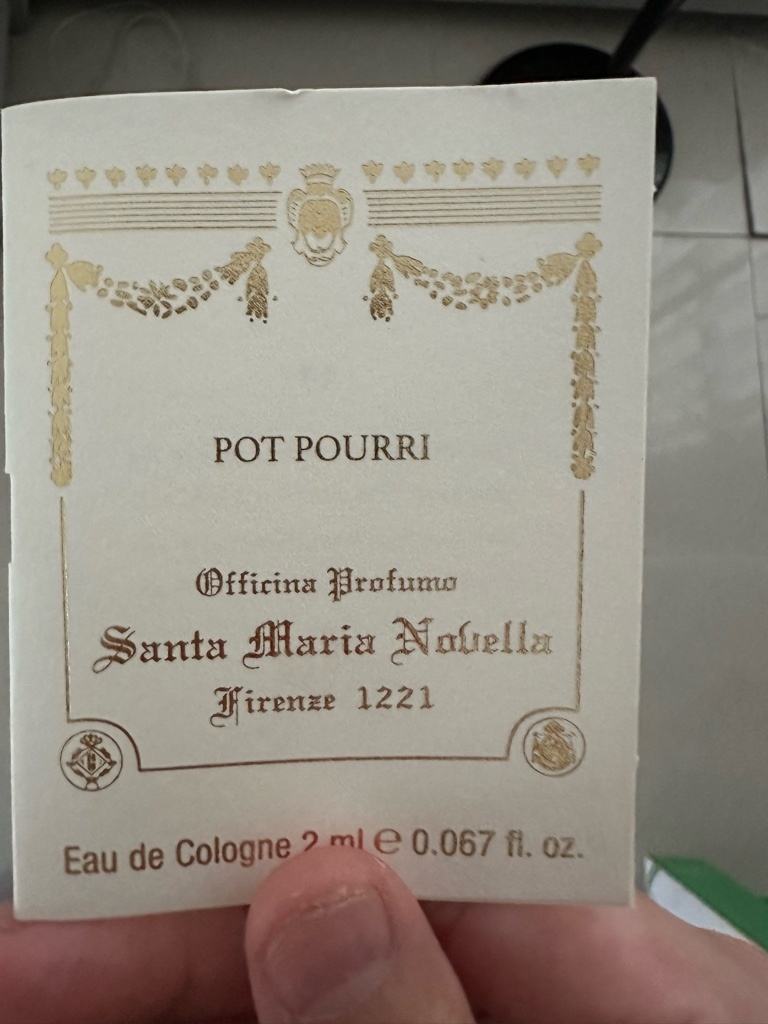 POT POURRI
Officina Profumo
Santa Maria Novella
Firenze 1221
Eau de Cologne 2 ml ℮ 0.067 fl. oz.